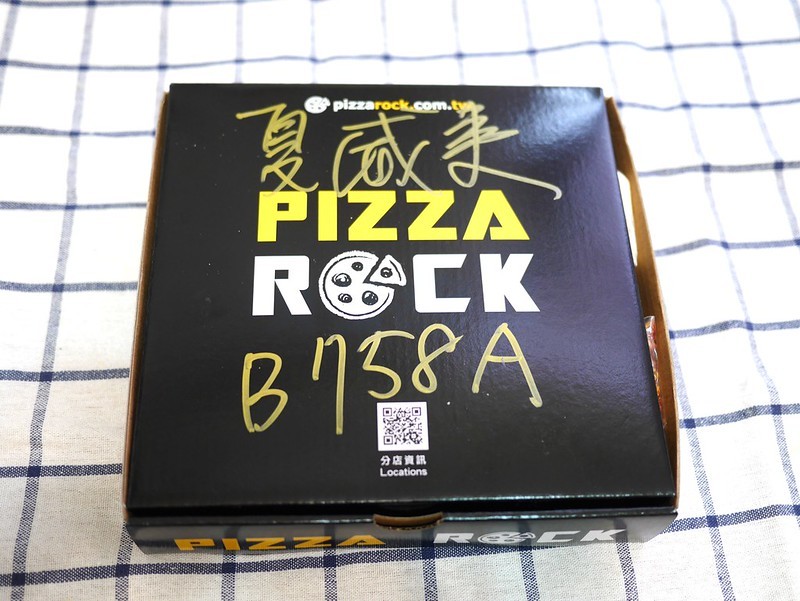 pizzarock.com.tw
夏威夷
PIZZA
ROCK
B758A
分店資訊
Locations
PIZZA ROCK